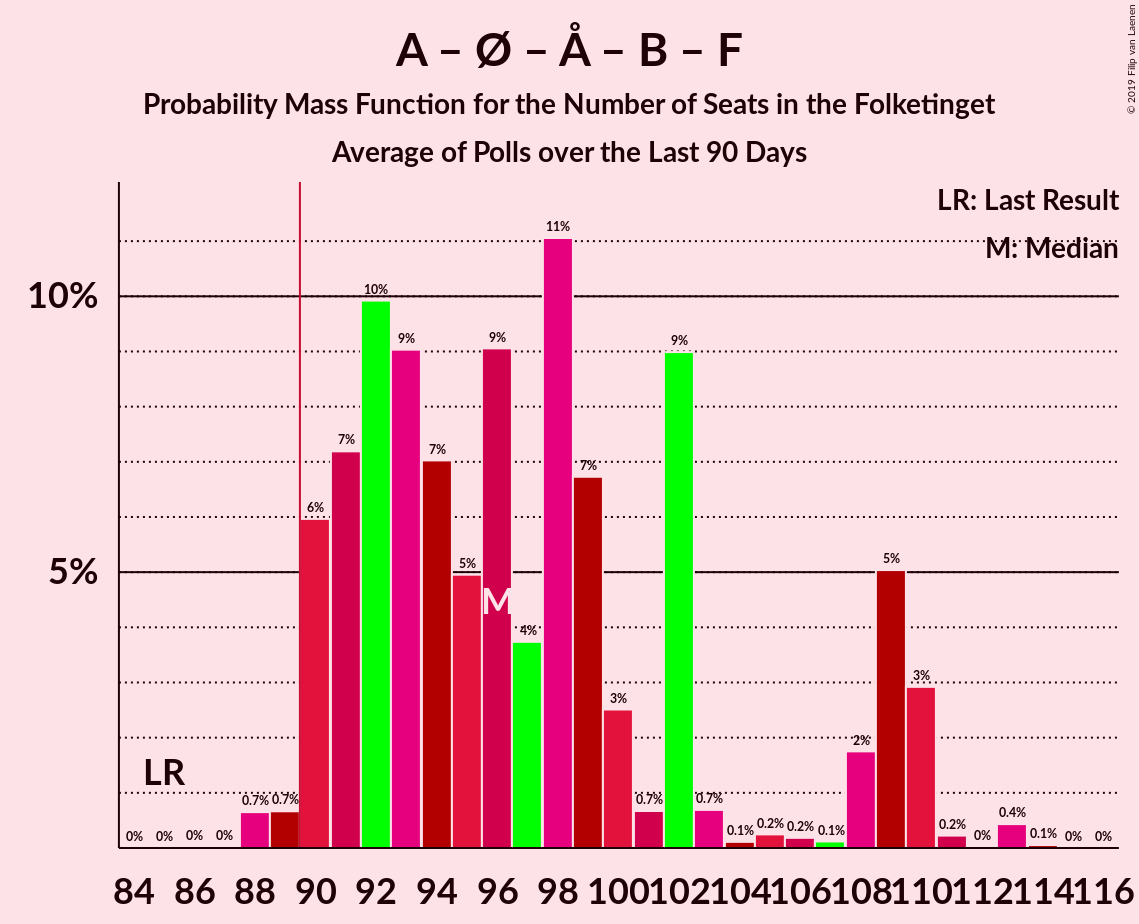 A – Ø – Å – B – F
Probability Mass Function for the Number of Seats in the Folketinget
Average of Polls over the Last 90 Days
© 2019 Filip van Laenen
LR: Last Result
M: Median
10%
5%
LR
M
0% 0% 0% 0% 0.7% 0.7% 6% 7% 10% 9% 7% 5% 9% 4% 11% 7% 3% 0.7% 9% 0.7% 0.1% 0.2% 0.2% 0.1% 2% 5% 3% 0.2% 0% 0.4% 0.1% 0% 0%
84 86 88 90 92 94 96 98 100 102 104 106 108 110 112 114 116